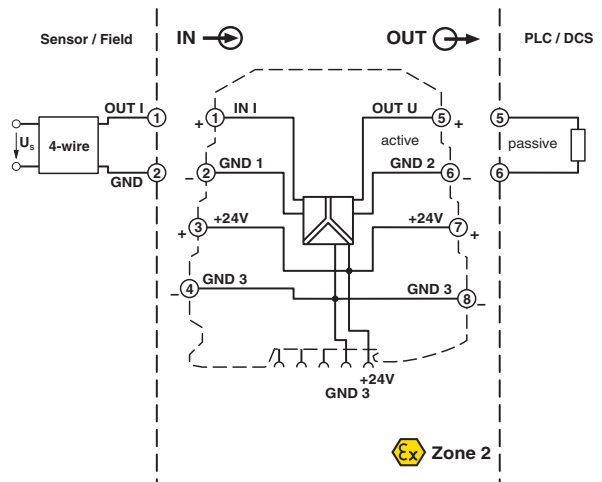 Sensor / Field
IN
OUT
PLC / DCS
OUT I
1
+ 1 IN I
OUT U 5 +
5
Us
4-wire
active
passive
GND
2
– 2 GND 1
GND 2 6 –
6
+ 3 +24V
+24V 7 +
– 4 GND 3
GND 3 8 –
+24V
GND 3
Ex Zone 2